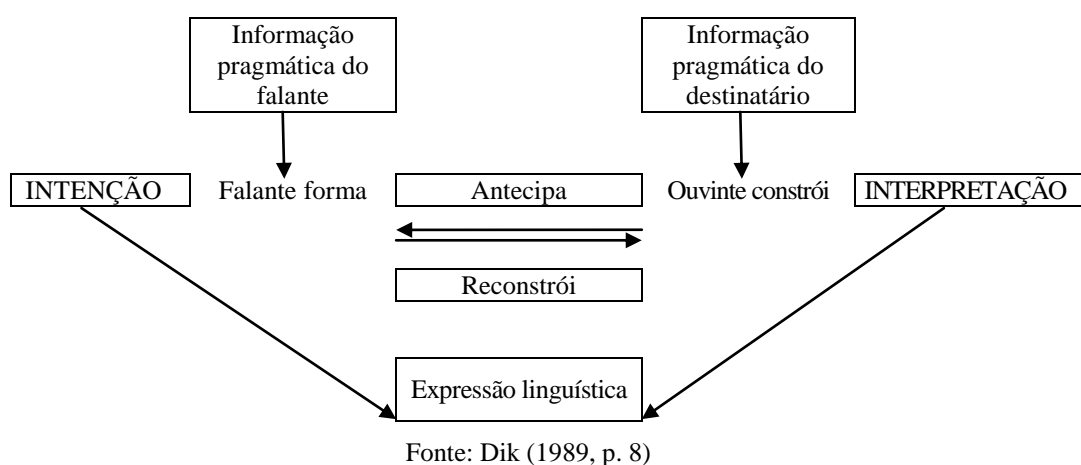 Informação
pragmática do
falante
Informação
pragmática do
destinatário
INTENÇÃO
Falante forma
Antecipa
Ouvinte constrói
INTERPRETAÇÃO
Reconstrói
Expressão linguística
Fonte: Dik (1989, p. 8)